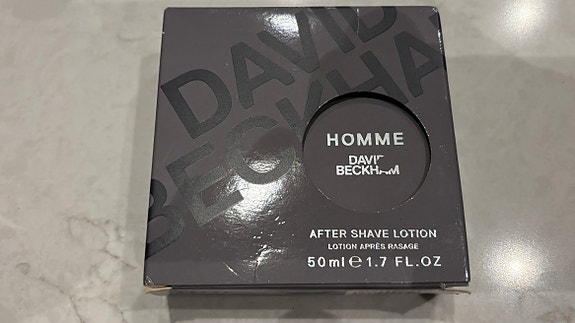 DAVID
BECKHAM
HOMME
DAVID
BECKHAM
AFTER SHAVE LOTION
LOTION APRÈS RASAGE
50ml ℮ 1.7 FL.OZ